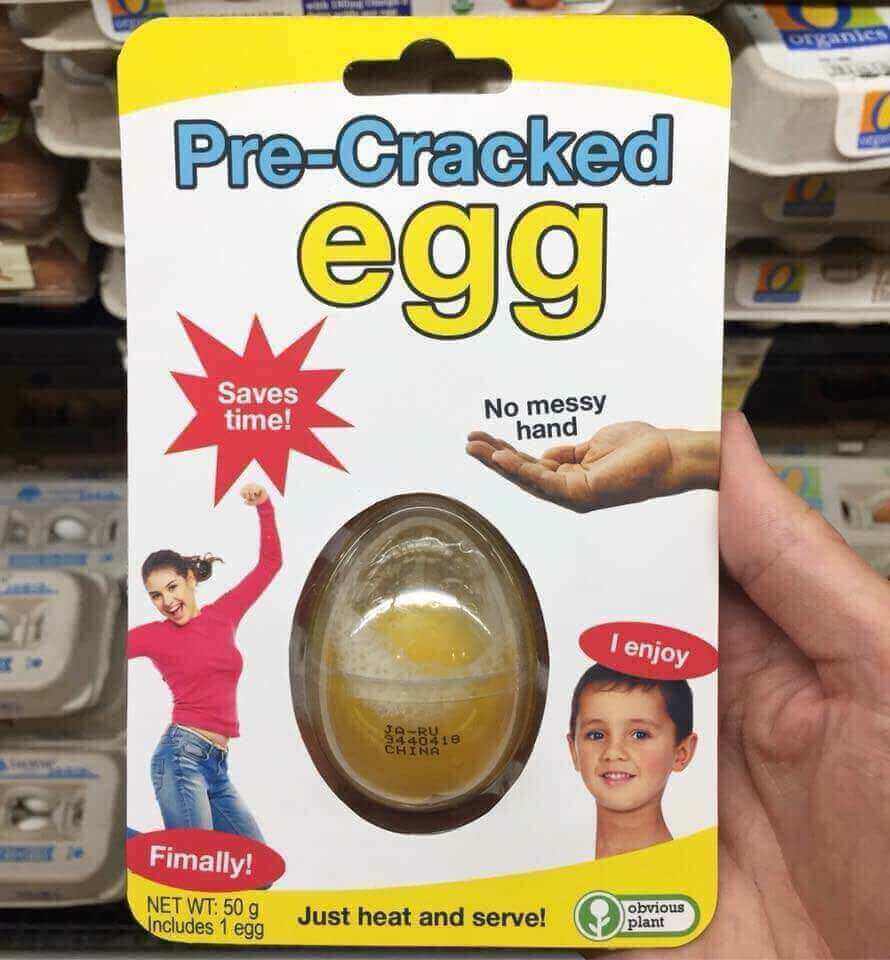 organics
Pre-Cracked
egg
Saves
time!
No messy
hand
I enjoy
JA-RU
3440418
CHINA
Fimally!
NET WT: 50 g
Includes 1 egg
Just heat and serve!
obvious
plant